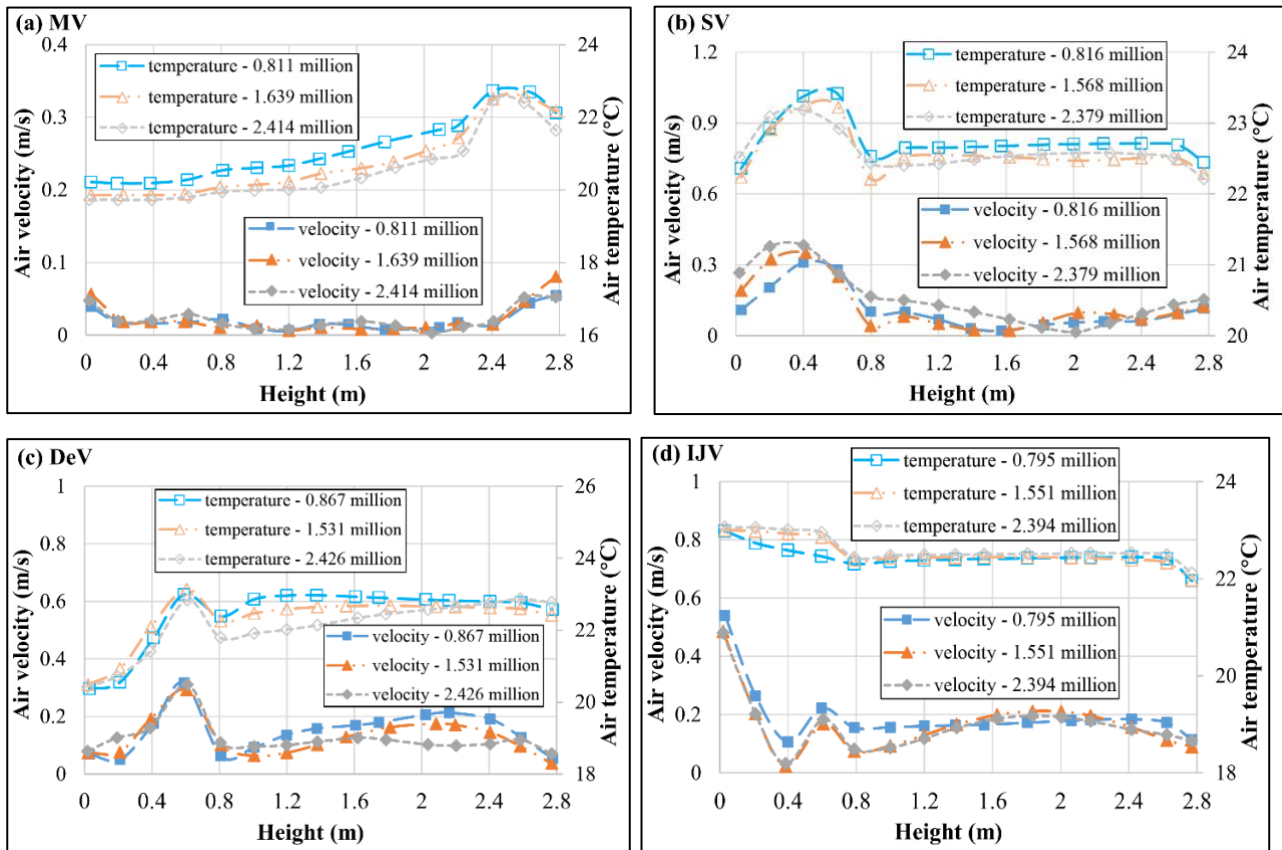 (a) MV
0.4
0.3
0.2
0.1
0
24
22
20
18
16
temperature - 0.811 million
temperature - 1.639 million
temperature - 2.414 million
velocity - 0.811 million
velocity - 1.639 million
velocity - 2.414 million
0 0.4 0.8 1.2 1.6 2 2.4 2.8
Height (m)
Air velocity (m/s)
Air temperature (°C)
(b) SV
1.2
0.9
0.6
0.3
0
24
23
22
21
20
temperature - 0.816 million
temperature - 1.568 million
temperature - 2.379 million
velocity - 0.816 million
velocity - 1.568 million
velocity - 2.379 million
0 0.4 0.8 1.2 1.6 2 2.4 2.8
Height (m)
Air velocity (m/s)
Air temperature (°C)
(c) DeV
1
0.8
0.6
0.4
0.2
0
26
24
22
20
18
temperature - 0.867 million
temperature - 1.531 million
temperature - 2.426 million
velocity - 0.867 million
velocity - 1.531 million
velocity - 2.426 million
0 0.4 0.8 1.2 1.6 2 2.4 2.8
Height (m)
Air velocity (m/s)
Air temperature (°C)
(d) IJV
1
0.8
0.6
0.4
0.2
0
24
22
20
18
temperature - 0.795 million
temperature - 1.551 million
temperature - 2.394 million
velocity - 0.795 million
velocity - 1.551 million
velocity - 2.394 million
0 0.4 0.8 1.2 1.6 2 2.4 2.8
Height (m)
Air velocity (m/s)
Air temperature (°C)